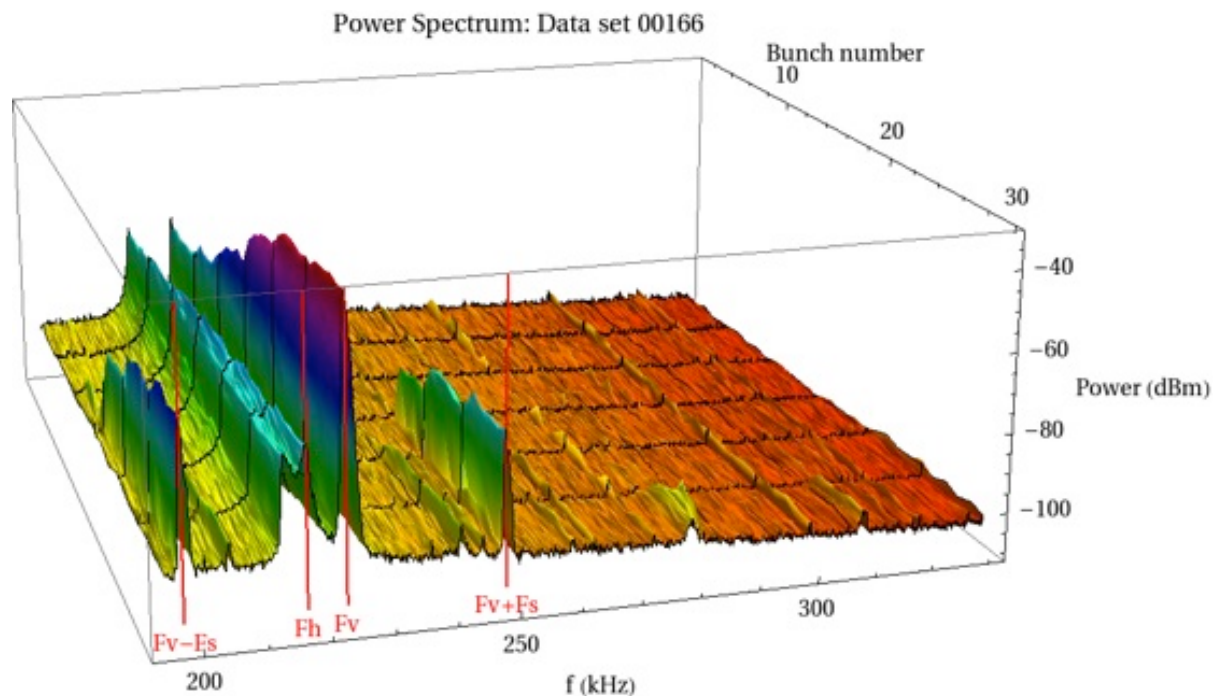 Power Spectrum: Data set 00166
Bunch number
10
20
30
−40
−60
Power (dBm)
−80
−100
Fv−Fs
Fh
Fv
Fv+Fs
200
250
300
f (kHz)